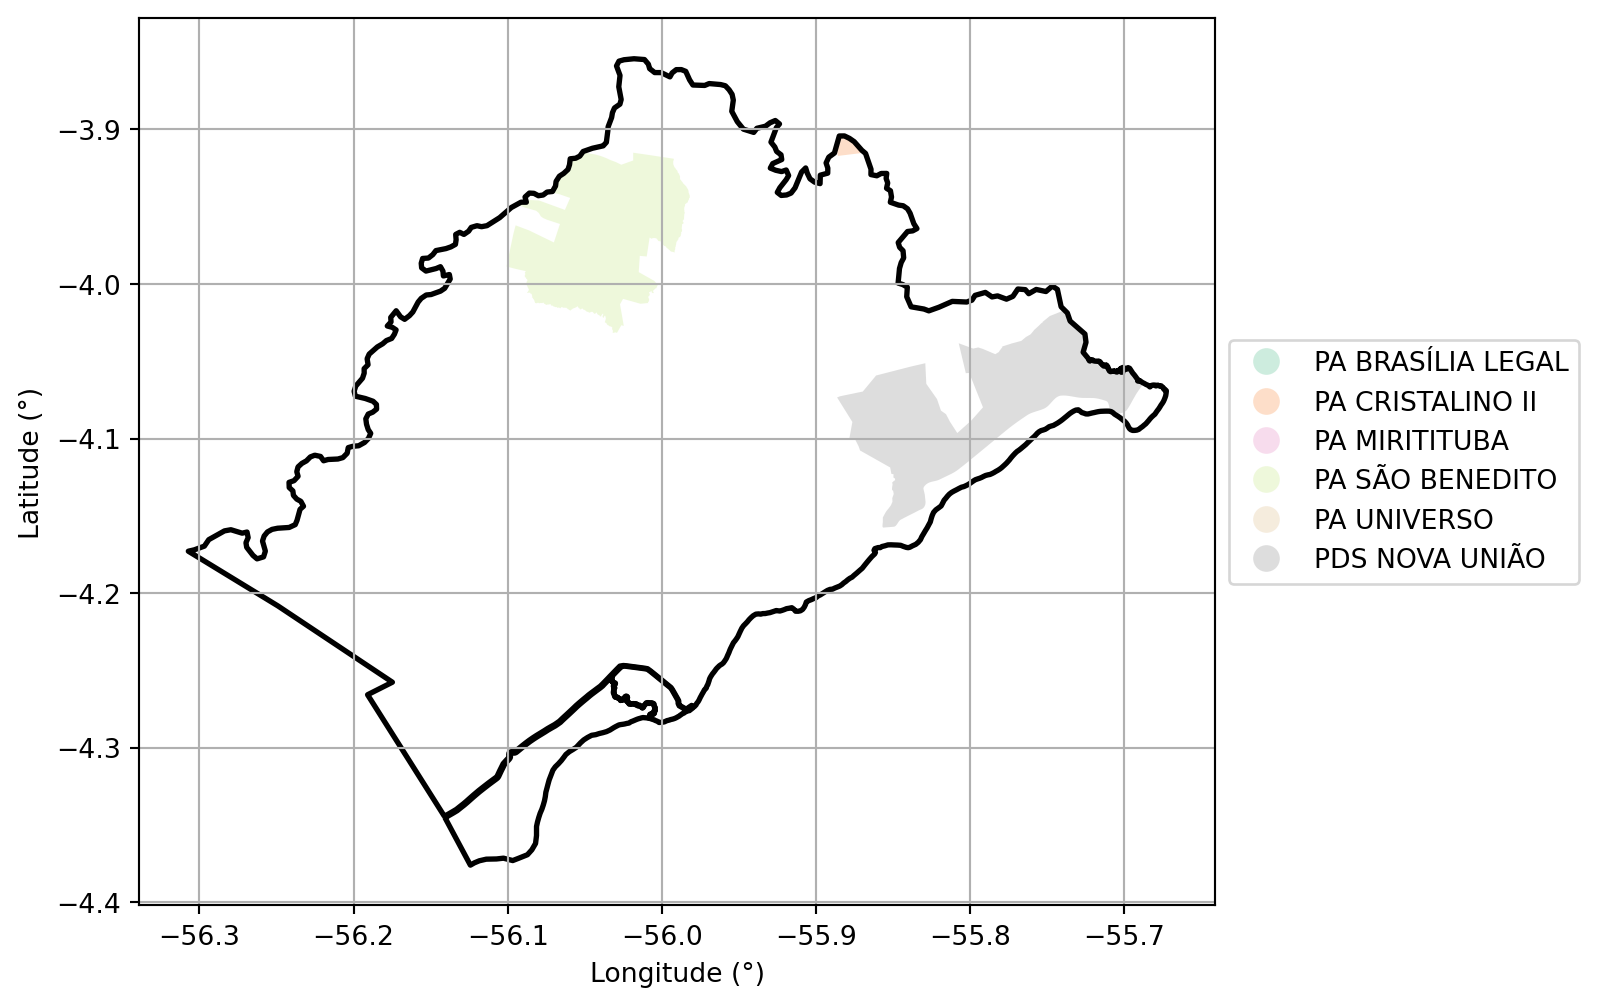 −3.9
−4.0
−4.1
−4.2
−4.3
−4.4
Latitude (°)
−56.3 −56.2 −56.1 −56.0 −55.9 −55.8 −55.7
Longitude (°)
PA BRASÍLIA LEGAL
PA CRISTALINO II
PA MIRITITUBA
PA SÃO BENEDITO
PA UNIVERSO
PDS NOVA UNIÃO